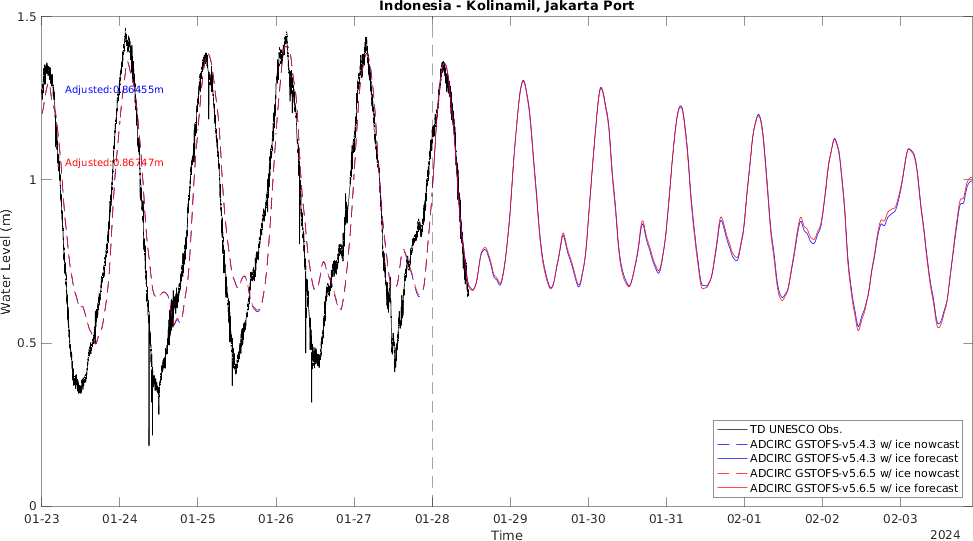 Indonesia - Kolinamil, Jakarta Port
1.5
Adjusted:0.86455m
Adjusted:0.86747m
1
Water Level (m)
0.5
TD UNESCO Obs.
ADCIRC GSTOFS-v5.4.3 w/ ice nowcast
ADCIRC GSTOFS-v5.4.3 w/ ice forecast
ADCIRC GSTOFS-v5.6.5 w/ ice nowcast
ADCIRC GSTOFS-v5.6.5 w/ ice forecast
0
01-23 01-24 01-25 01-26 01-27 01-28 01-29 01-30 01-31 02-01 02-02 02-03
Time
2024